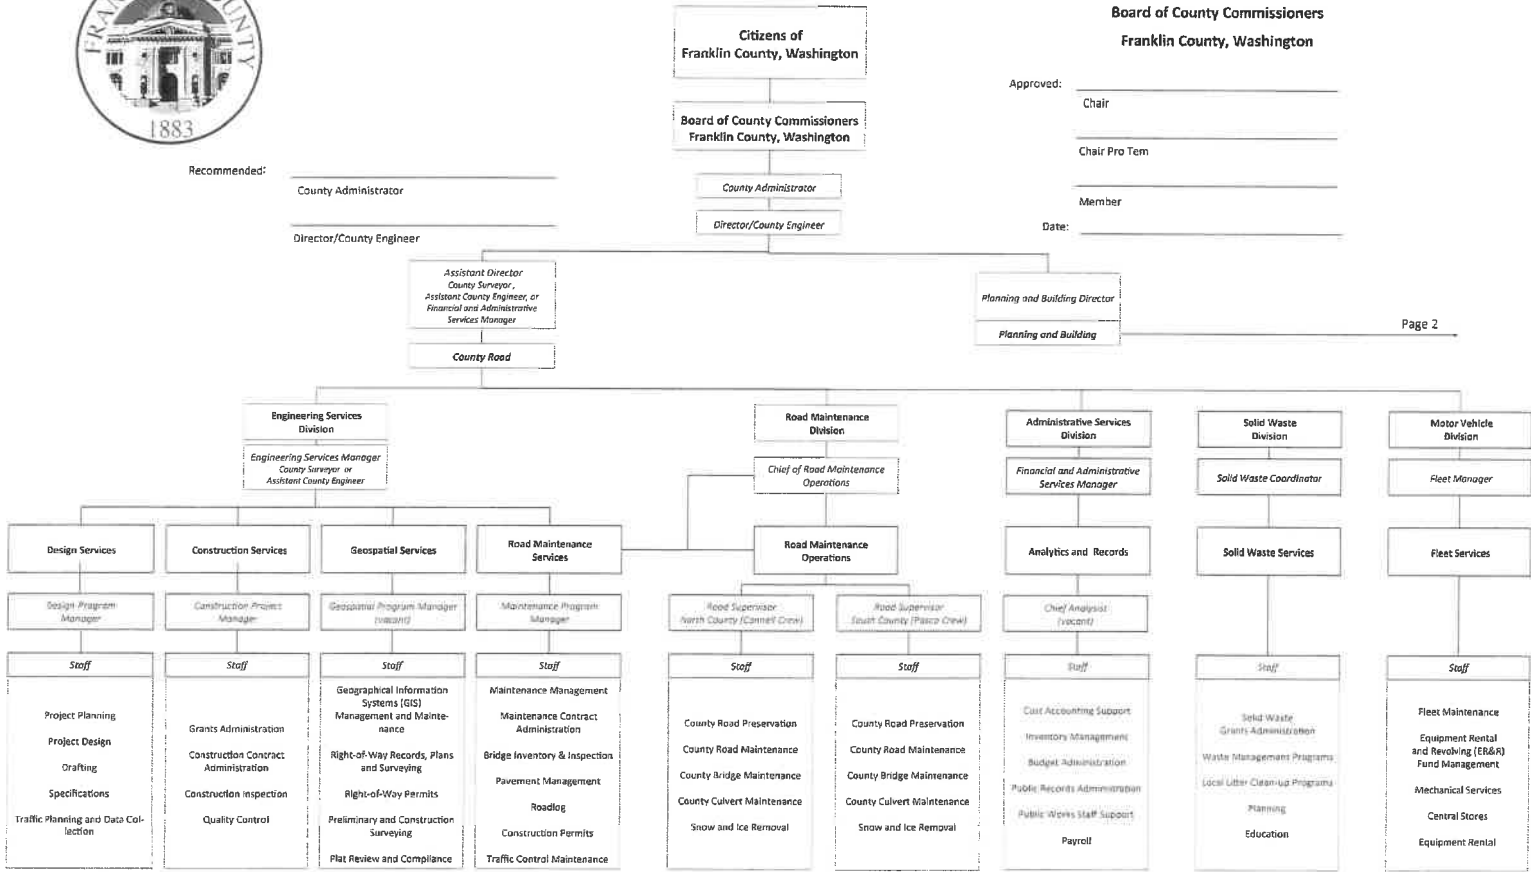 FRAN
UNTY
1883
Citizens of
Franklin County, Washington
Board of County Commissioners
Franklin County, Washington
Board of County Commissioners
Franklin County, Washington
Approved:
Chair
Chair Pro Tem
Member
Date:
Recommended:
County Administrator
Director/County Engineer
County Administrator
Director/County Engineer
Assistant Director
County Surveyor,
Assistant County Engineer, or
Financial and Administrative
Services Manager
County Road
Planning and Building Director
Planning and Building
Page 2
Engineering Services
Division
Engineering Services Manager
County Surveyor or
Assistant County Engineer
Road Maintenance
Division
Chief of Road Maintenance
Operations
Administrative Services
Division
Financial and Administrative
Services Manager
Solid Waste
Division
Solid Waste Coordinator
Motor Vehicle
Division
Fleet Manager
Design Services
Construction Services
Geospatial Services
Road Maintenance
Services
Road Maintenance
Operations
Analytics and Records
Solid Waste Services
Fleet Services
Design Program
Manager
Construction Project
Manager
Geospatial Program Manager
(vacant)
Maintenance Program
Manager
Road Supervisor
North County (Connell Crew)
Road Supervisor
South County (Pasco Crew)
Chief Analysist
(vacant)
Staff
Project Planning
Project Design
Drafting
Specifications
Traffic Planning and Data Col-
lection
Staff
Grants Administration
Construction Contract
Administration
Construction Inspection
Quality Control
Staff
Geographical Information
Systems (GIS)
Management and Mainte-
nance
Right-of-Way Records, Plans
and Surveying
Right-of-Way Permits
Preliminary and Construction
Surveying
Plat Review and Compliance
Staff
Maintenance Management
Maintenance Contract
Administration
Bridge Inventory & Inspection
Pavement Management
Roadlog
Construction Permits
Traffic Control Maintenance
Staff
County Road Preservation
County Road Maintenance
County Bridge Maintenance
County Culvert Maintenance
Snow and Ice Removal
Staff
County Road Preservation
County Road Maintenance
County Bridge Maintenance
County Culvert Maintenance
Snow and Ice Removal
Staff
Cost Accounting Support
Inventory Management
Budget Administration
Public Records Administration
Public Works Staff Support
Payroll
Staff
Solid Waste
Grants Administration
Waste Management Programs
Local Litter Clean-up Programs
Planning
Education
Staff
Fleet Maintenance
Equipment Rental
and Revolving (ER&R)
Fund Management
Mechanical Services
Central Stores
Equipment Rental